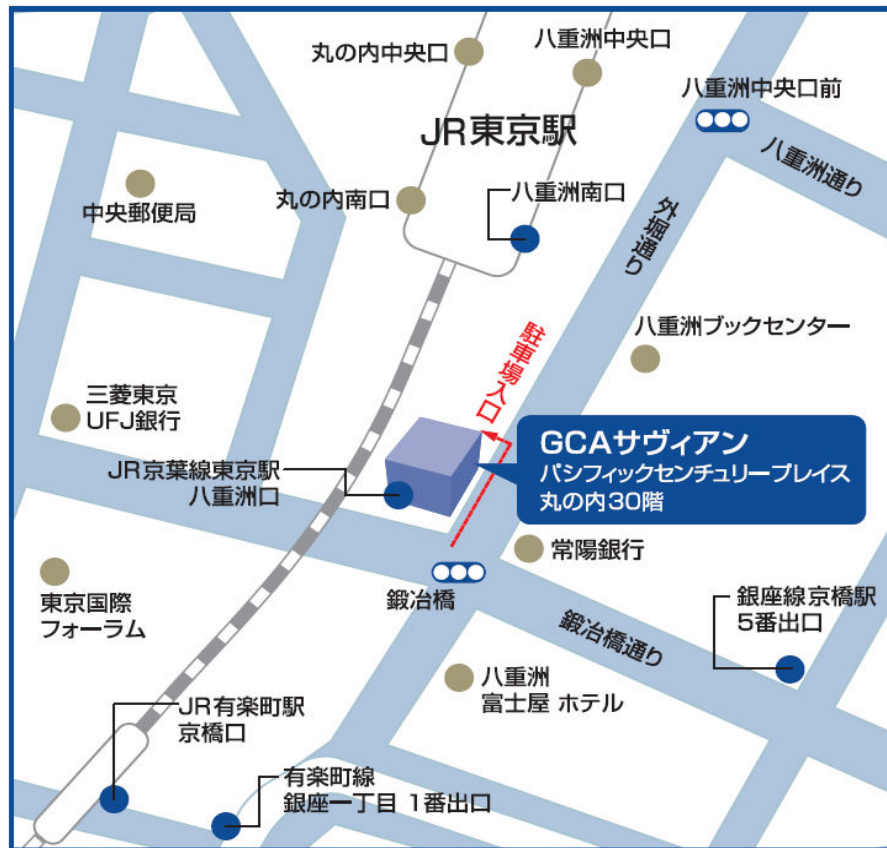 丸の内中央口
八重洲中央口
八重洲中央口前
JR東京駅
八重洲通り
中央郵便局
丸の内南口
八重洲南口
外堀通り
八重洲ブックセンター
駐車場入口
三菱東京
UFJ銀行
GCAサヴィアン
パシフィックセンチュリープレイス
丸の内30階
JR京葉線東京駅
八重洲口
常陽銀行
東京国際
フォーラム
鍛冶橋
鍛冶橋通り
銀座線京橋駅
5番出口
八重洲
富士屋 ホテル
JR有楽町駅
京橋口
有楽町線
銀座一丁目 1番出口